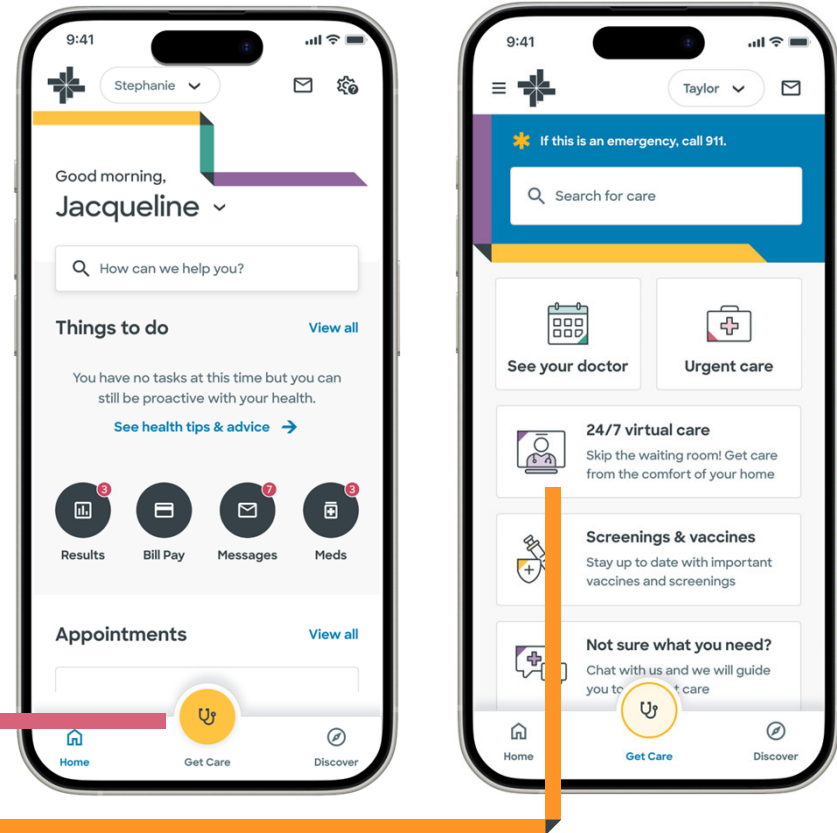 9:41
Stephanie
Good morning,
Jacqueline
How can we help you?
Things to do
View all
You have no tasks at this time but you can
still be proactive with your health.
See health tips & advice
3
7
3
Results
Bill Pay
Messages
Meds
Appointments
View all
Home
Get Care
Discover
9:41
Taylor
If this is an emergency, call 911.
Search for care
See your doctor
Urgent care
24/7 virtual care
Skip the waiting room! Get care
from the comfort of your home
Screenings & vaccines
Stay up to date with important
vaccines and screenings
Not sure what you need?
Chat with us and we will guide
you care
Home
Get Care
Discover